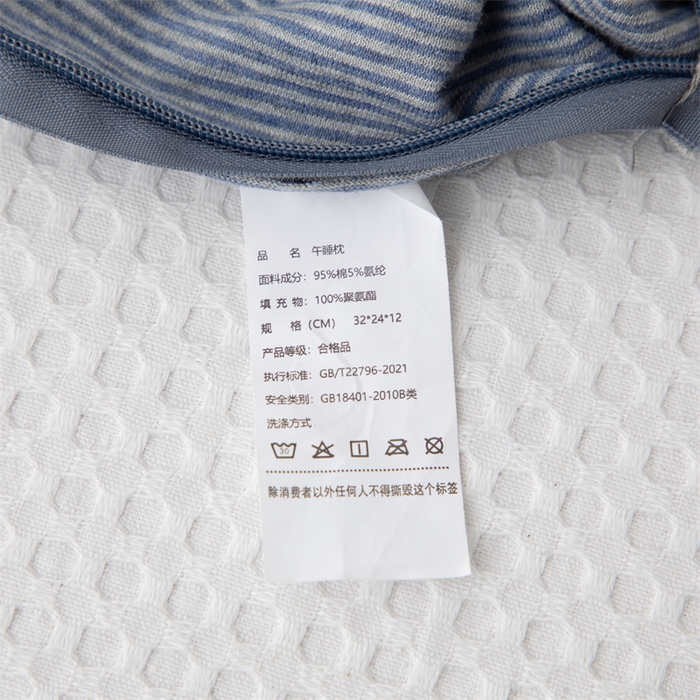 品 名 午睡枕
面料成分: 95%棉5%氨纶
填 充 物: 100%聚氨酯
规 格(CM) 32*24*12
产品等级: 合格品
执行标准: GB/T22796-2021
安全类别: GB18401-2010B类
洗涤方式
30
除消费者以外任何人不得撕毁这个标签